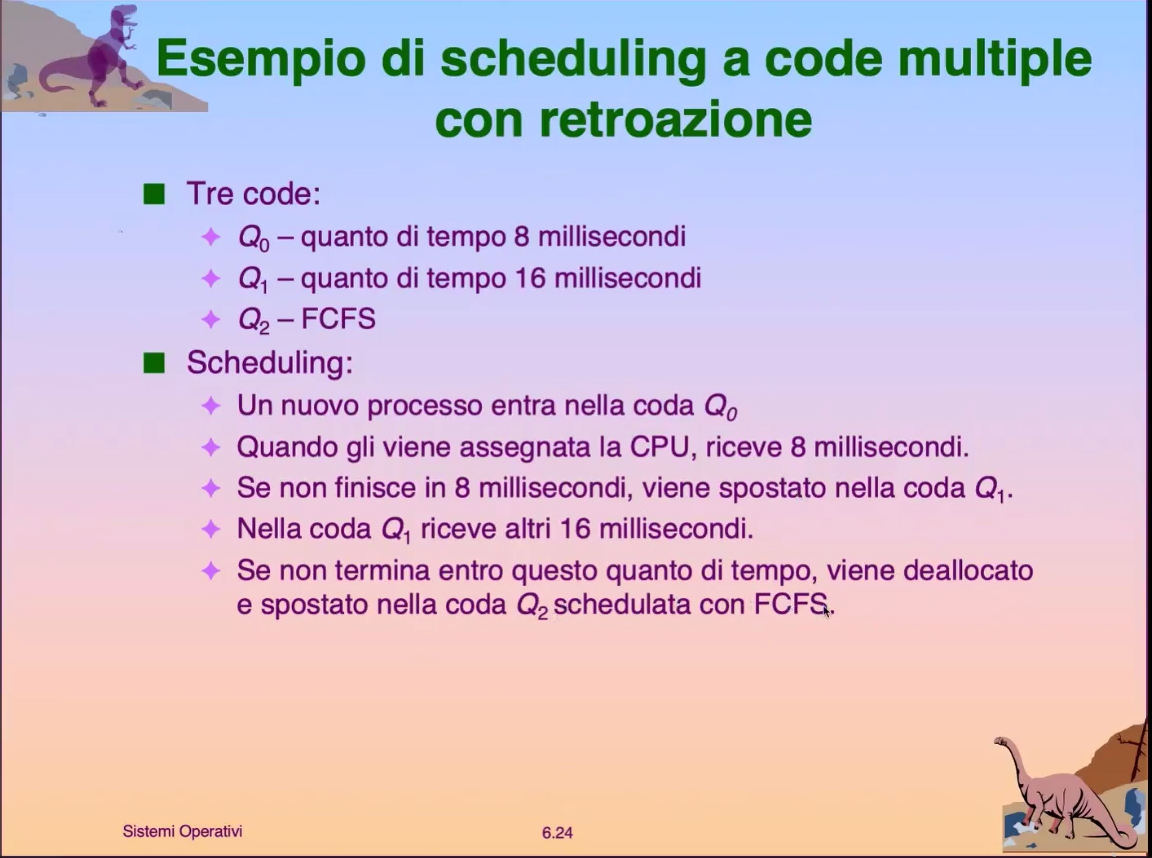 Esempio di scheduling a code multiple
con retroazione
Tre code:
Q0 – quanto di tempo 8 millisecondi
Q1 – quanto di tempo 16 millisecondi
Q2 – FCFS
Scheduling:
Un nuovo processo entra nella coda Q0
Quando gli viene assegnata la CPU, riceve 8 millisecondi.
Se non finisce in 8 millisecondi, viene spostato nella coda Q1.
Nella coda Q1 riceve altri 16 millisecondi.
Se non termina entro questo quanto di tempo, viene deallocato
e spostato nella coda Q2 schedulata con FCFS.
Sistemi Operativi
6.24